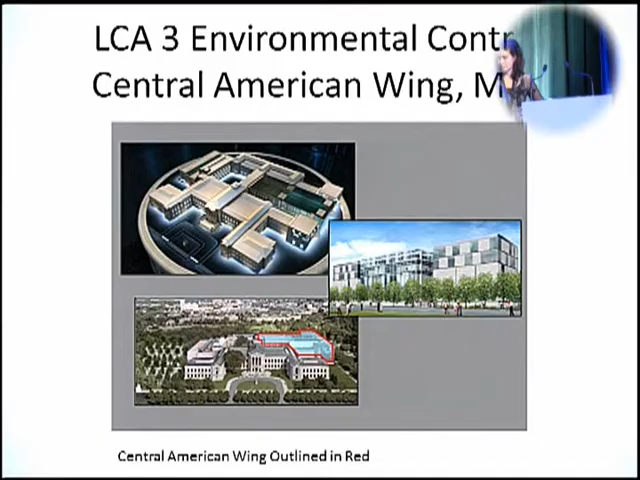 LCA 3 Environmental Contr
Central American Wing, M
Central American Wing Outlined in Red